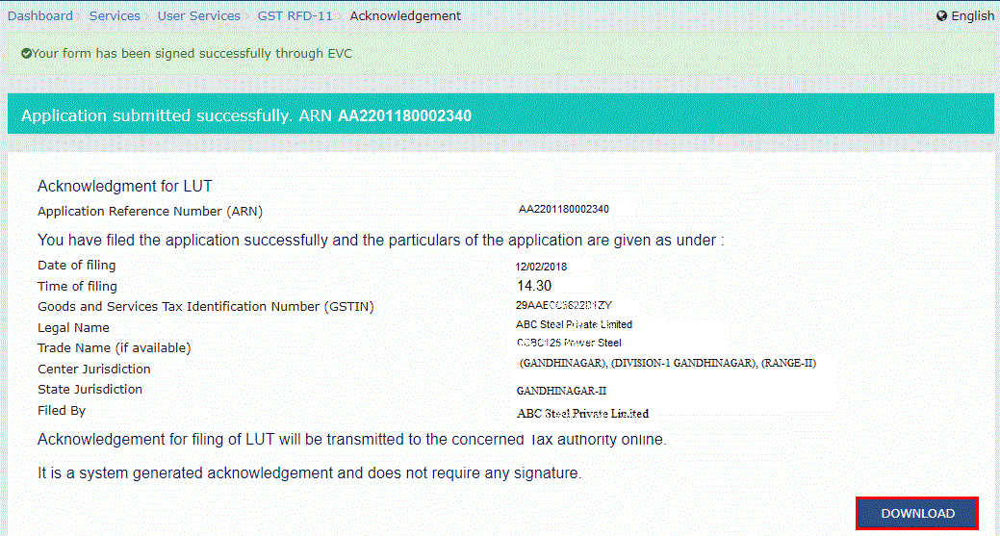 Dashboard > Services > User Services > GST RFD-11 > Acknowledgement English
Your form has been signed successfully through EVC
Application submitted successfully. ARN AA2201180002340
Acknowledgment for LUT
Application Reference Number (ARN) AA2201180002340
You have filed the application successfully and the particulars of the application are given as under :
Date of filing 12/02/2018
Time of filing 14.30
Goods and Services Tax Identification Number (GSTIN)
Legal Name ABC Steel Private Limited
Trade Name (if available) Power Steel
Center Jurisdiction (GANDHINAGAR), (DIVISION-1 GANDHINAGAR), (RANGE-II)
State Jurisdiction GANDHINAGAR-II
Filed By ABC Steel Private Limited
Acknowledgement for filing of LUT will be transmitted to the concerned Tax authority online.
It is a system generated acknowledgement and does not require any signature.
DOWNLOAD